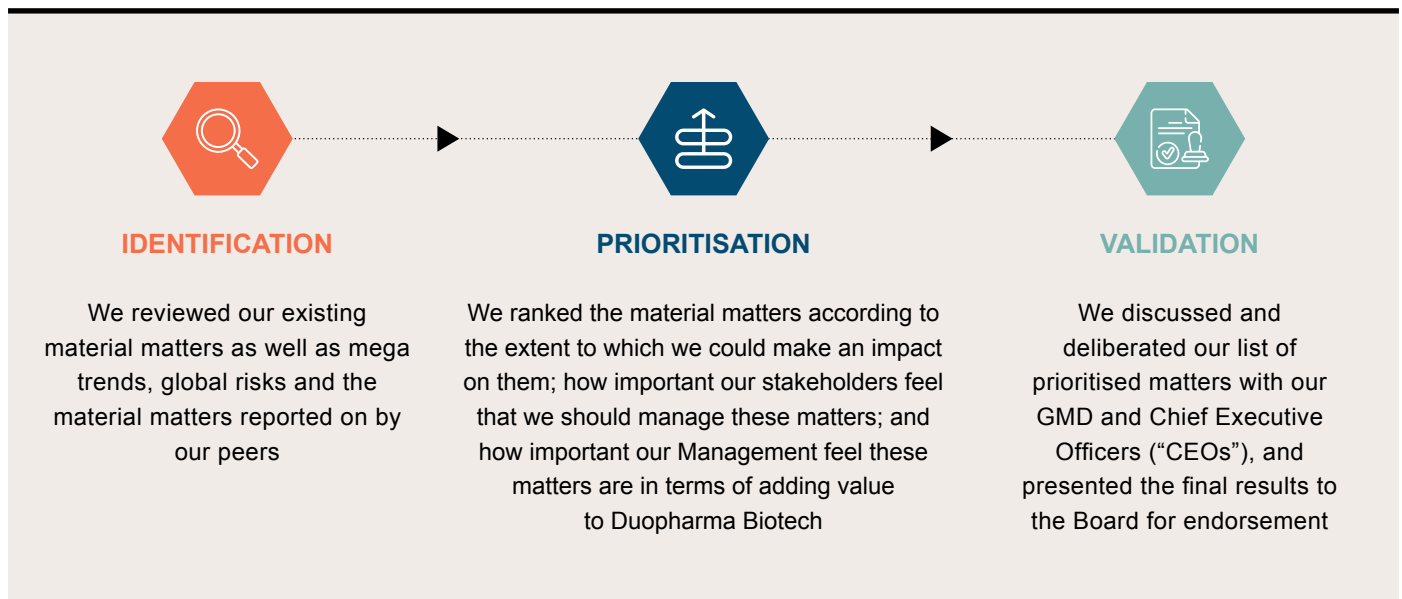 IDENTIFICATION
We reviewed our existing
material matters as well as mega
trends, global risks and the
material matters reported on by
our peers
PRIORITISATION
We ranked the material matters according to
the extent to which we could make an impact
on them; how important our stakeholders feel
that we should manage these matters; and
how important our Management feel these
matters are in terms of adding value
to Duopharma Biotech
VALIDATION
We discussed and
deliberated our list of
prioritised matters with our
GMD and Chief Executive
Officers (“CEOs”), and
presented the final results to
the Board for endorsement